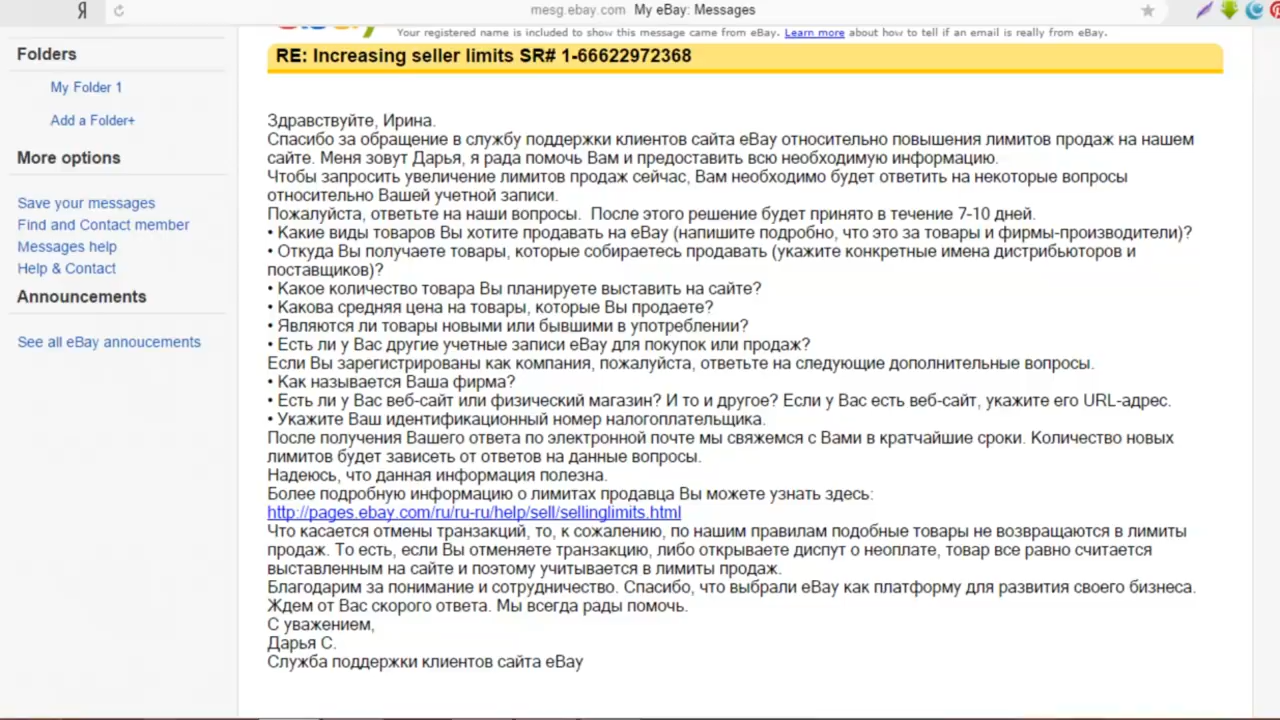 Я
mesg.ebay.com My eBay: Messages
Your registered name is included to show this message came from eBay. Learn more about how to tell if an email is really from eBay.
Folders
My Folder 1
Add a Folder+
More options
Save your messages
Find and Contact member
Messages help
Help & Contact
Announcements
See all eBay annoucements
RE: Increasing seller limits SR# 1-66622972368
Здравствуйте, Ирина.
Спасибо за обращение в службу поддержки клиентов сайта eBay относительно повышения лимитов продаж на нашем
сайте. Меня зовут Дарья, я рада помочь Вам и предоставить всю необходимую информацию.
Чтобы запросить увеличение лимитов продаж сейчас, Вам необходимо будет ответить на некоторые вопросы
относительно Вашей учетной записи.
Пожалуйста, ответьте на наши вопросы. После этого решение будет принято в течение 7-10 дней.
• Какие виды товаров Вы хотите продавать на eBay (напишите подробно, что это за товары и фирмы-производители)?
• Откуда Вы получаете товары, которые собираетесь продавать (укажите конкретные имена дистрибьюторов и
поставщиков)?
• Какое количество товара Вы планируете выставить на сайте?
• Какова средняя цена на товары, которые Вы продаете?
• Являются ли товары новыми или бывшими в употреблении?
• Есть ли у Вас другие учетные записи eBay для покупок или продаж?
Если Вы зарегистрированы как компания, пожалуйста, ответьте на следующие дополнительные вопросы.
• Как называется Ваша фирма?
• Есть ли у Вас веб-сайт или физический магазин? И то и другое? Если у Вас есть веб-сайт, укажите его URL-адрес.
• Укажите Ваш идентификационный номер налогоплательщика.
После получения Вашего ответа по электронной почте мы свяжемся с Вами в кратчайшие сроки. Количество новых
лимитов будет зависеть от ответов на данные вопросы.
Надеюсь, что данная информация полезна.
Более подробную информацию о лимитах продавца Вы можете узнать здесь:
http://pages.ebay.com/ru/ru-ru/help/sell/sellinglimits.html
Что касается отмены транзакций, то, к сожалению, по нашим правилам подобные товары не возвращаются в лимиты
продаж. То есть, если Вы отменяете транзакцию, либо открываете диспут о неоплате, товар все равно считается
выставленным на сайте и поэтому учитывается в лимиты продаж.
Благодарим за понимание и сотрудничество. Спасибо, что выбрали eBay как платформу для развития своего бизнеса.
Ждем от Вас скорого ответа. Мы всегда рады помочь.
С уважением,
Дарья С.
Служба поддержки клиентов сайта eBay